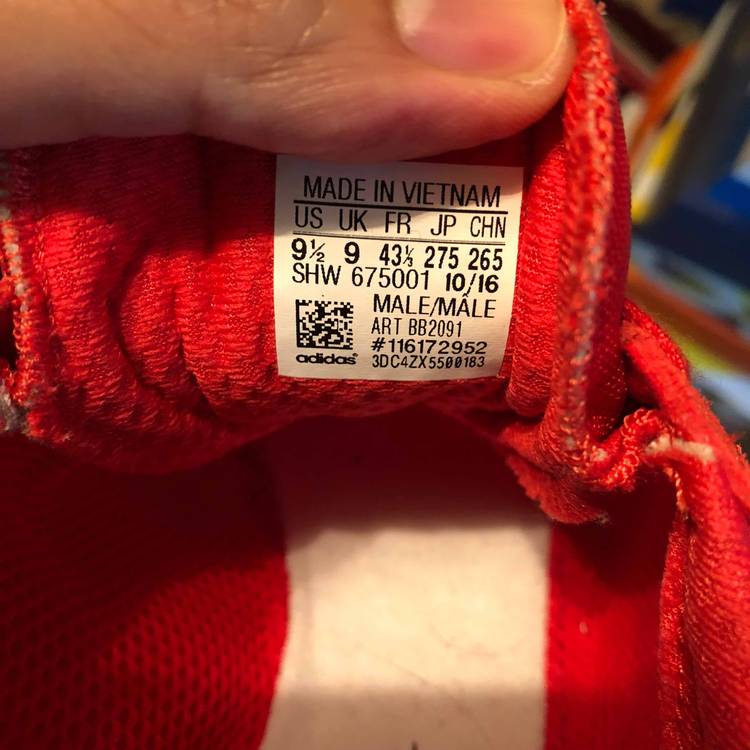 MADE IN VIETNAM
US UK FR JP CHN
9½ 9 43⅓ 275 265
SHW 675001 10/16
MALE/MÂLE
ART BB2091
#116172952
adidas® 3DC4ZX5500183